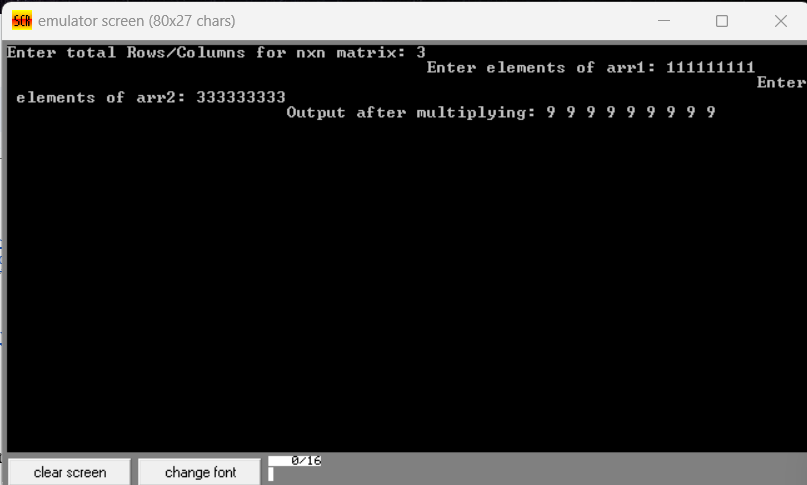 SCR emulator screen (80x27 chars)
Enter total Rows/Columns for nxn matrix: 3
Enter elements of arr1: 111111111
Enter
elements of arr2: 333333333
Output after multiplying: 9 9 9 9 9 9 9 9 9
clear screen change font 0/16